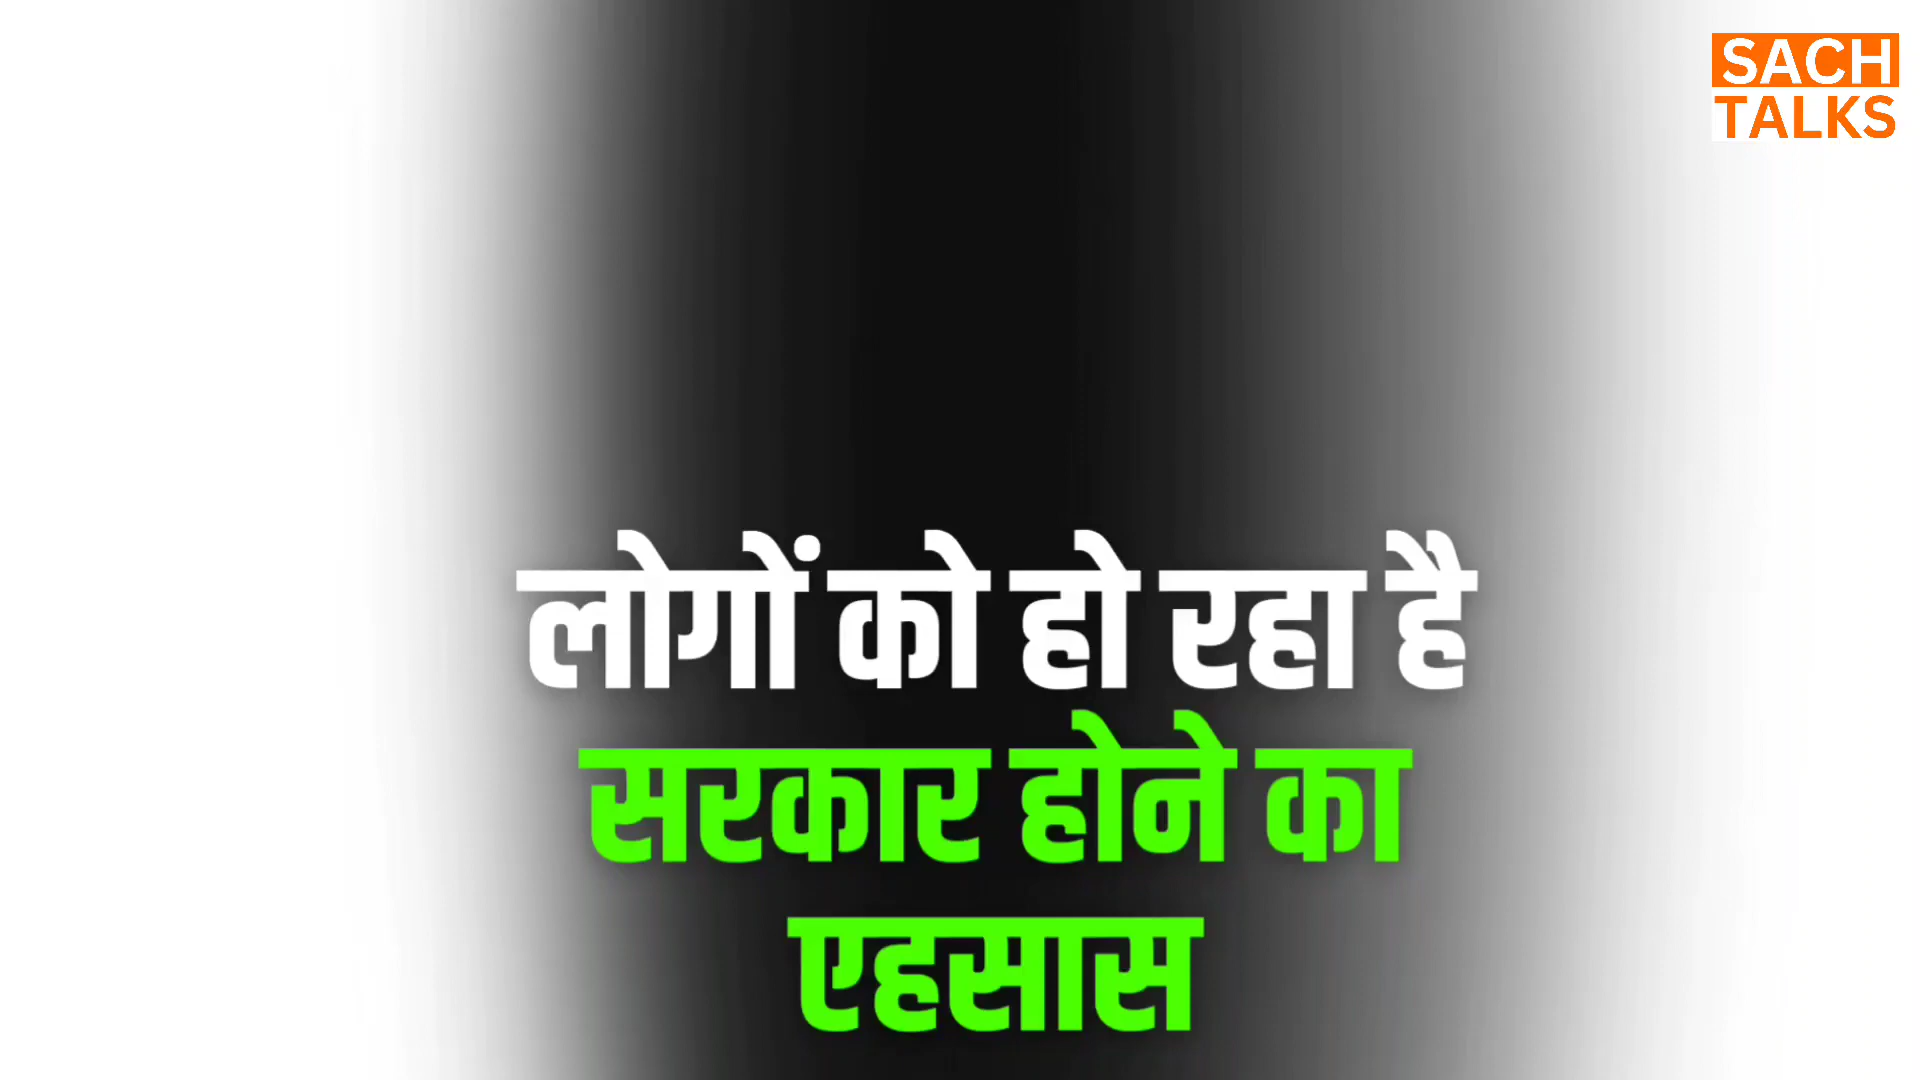 SACH
TALKS
लोगों को हो रहा है
सरकार होने का
एहसास